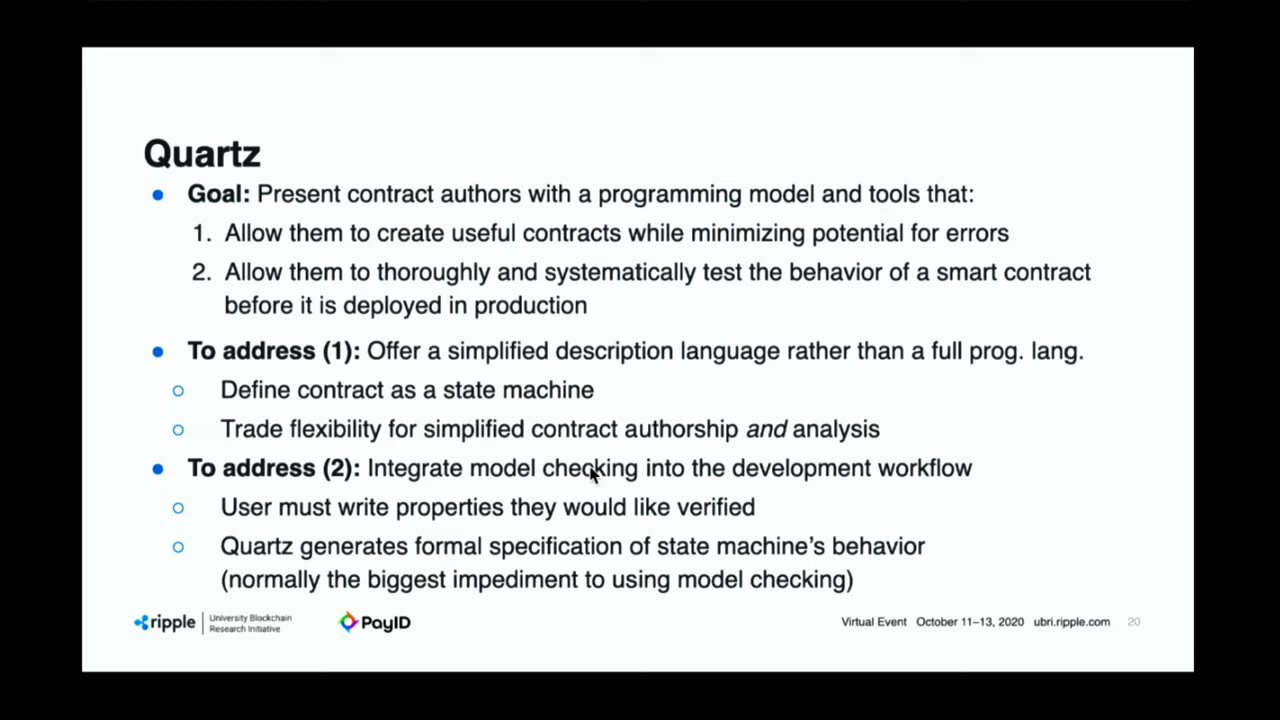 Quartz
● Goal: Present contract authors with a programming model and tools that:
1. Allow them to create useful contracts while minimizing potential for errors
2. Allow them to thoroughly and systematically test the behavior of a smart contract
before it is deployed in production
● To address (1): Offer a simplified description language rather than a full prog. lang.
○ Define contract as a state machine
○ Trade flexibility for simplified contract authorship and analysis
● To address (2): Integrate model checking into the development workflow
○ User must write properties they would like verified
○ Quartz generates formal specification of state machine’s behavior
(normally the biggest impediment to using model checking)
ripple
University Blockchain
Research Initiative
PayID
Virtual Event October 11–13, 2020 ubri.ripple.com 20